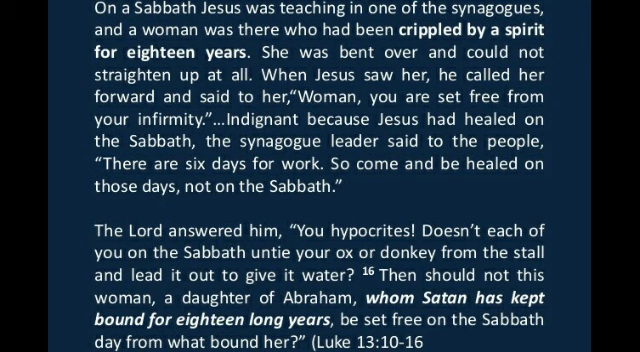 On a Sabbath Jesus was teaching in one of the synagogues,
and a woman was there who had been crippled by a spirit
for eighteen years. She was bent over and could not
straighten up at all. When Jesus saw her, he called her
forward and said to her,“Woman, you are set free from
your infirmity.”…Indignant because Jesus had healed on
the Sabbath, the synagogue leader said to the people,
“There are six days for work. So come and be healed on
those days, not on the Sabbath.”
The Lord answered him, “You hypocrites! Doesn’t each of
you on the Sabbath untie your ox or donkey from the stall
and lead it out to give it water? 16 Then should not this
woman, a daughter of Abraham, whom Satan has kept
bound for eighteen long years, be set free on the Sabbath
day from what bound her?” (Luke 13:10-16